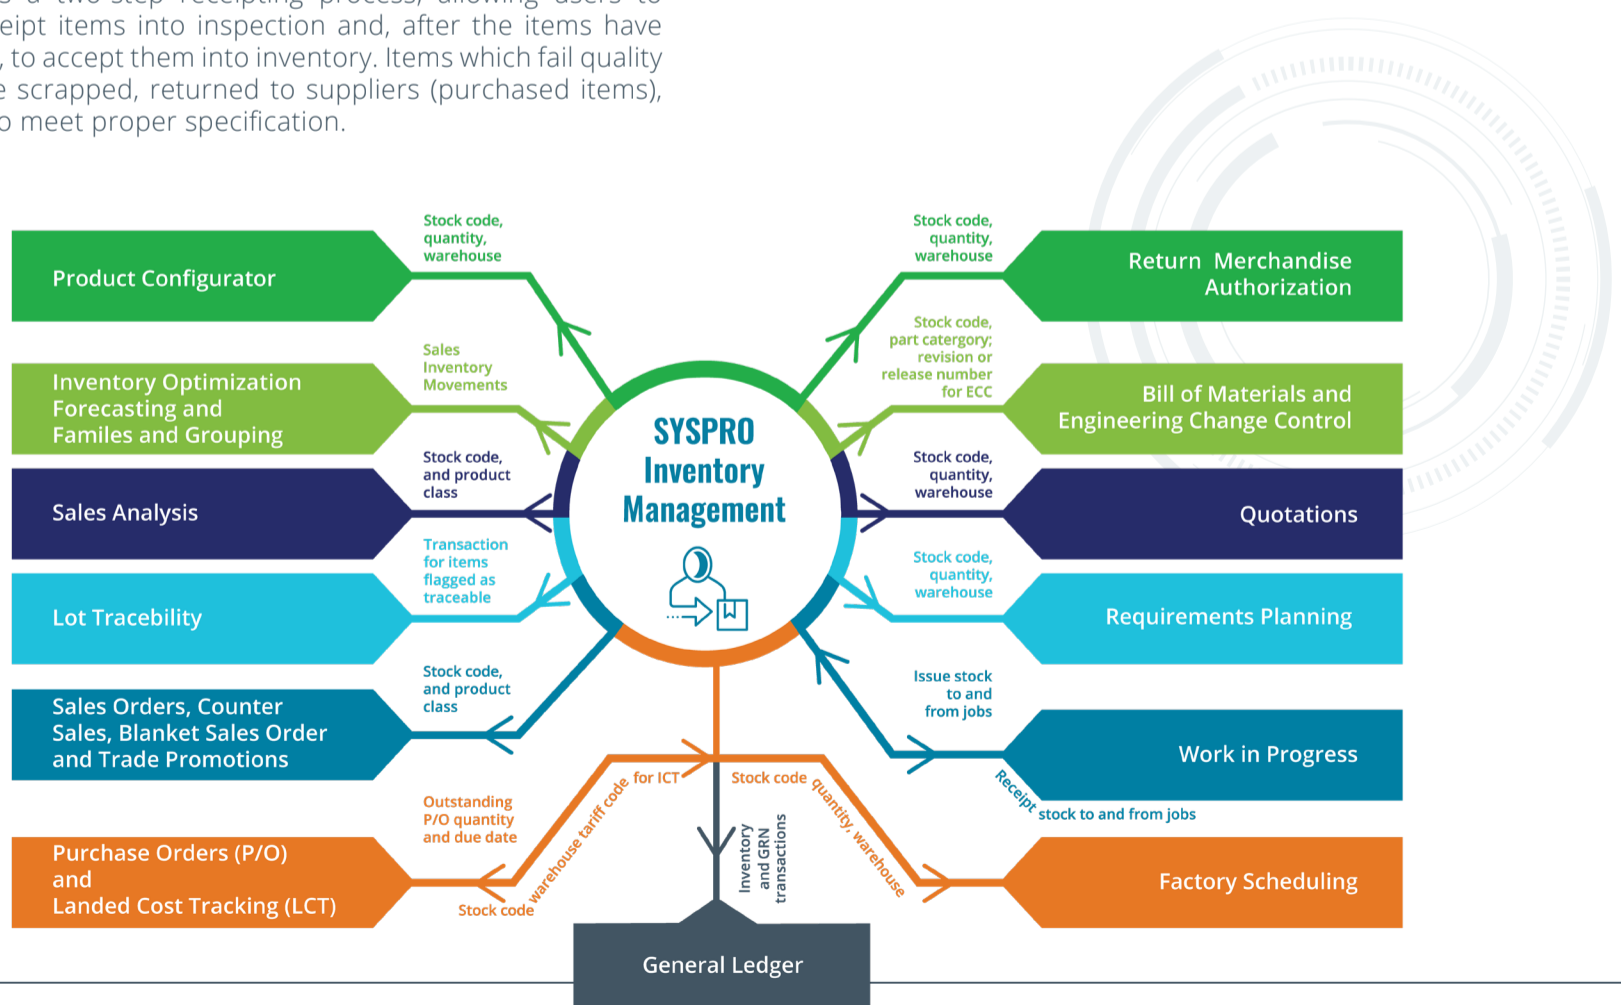 s a two-step receipting process, allowing users to
eipt items into inspection and, after the items have
, to accept them into inventory. Items which fail quality
e scrapped, returned to suppliers (purchased items),
o meet proper specification.
Stock code,
quantity,
warehouse
Product Configurator
Sales
Inventory
Movements
Inventory Optimization
Forecasting and
Familes and Grouping
Stock code,
and product
class
Sales Analysis
Transaction
for items
flagged as
traceable
Lot Tracebility
Stock code,
and product
class
Sales Orders, Counter
Sales, Blanket Sales Order
and Trade Promotions
Outstanding
P/O quantity
and due date
Purchase Orders (P/O)
and
Landed Cost Tracking (LCT)
Stock code warehouse tariff code for ICT
SYSPRO
Inventory
Management
Stock code,
quantity,
warehouse
Return Merchandise
Authorization
Stock code,
part catergory;
revision or
release number
for ECC
Bill of Materials and
Engineering Change Control
Stock code,
quantity,
warehouse
Quotations
Stock code,
quantity,
warehouse
Requirements Planning
Issue stock
to and
from jobs
Work in Progress
Receipt stock to and from jobs
Stock code quantity, warehouse
Factory Scheduling
Inventory
and GRN
transactions
General Ledger